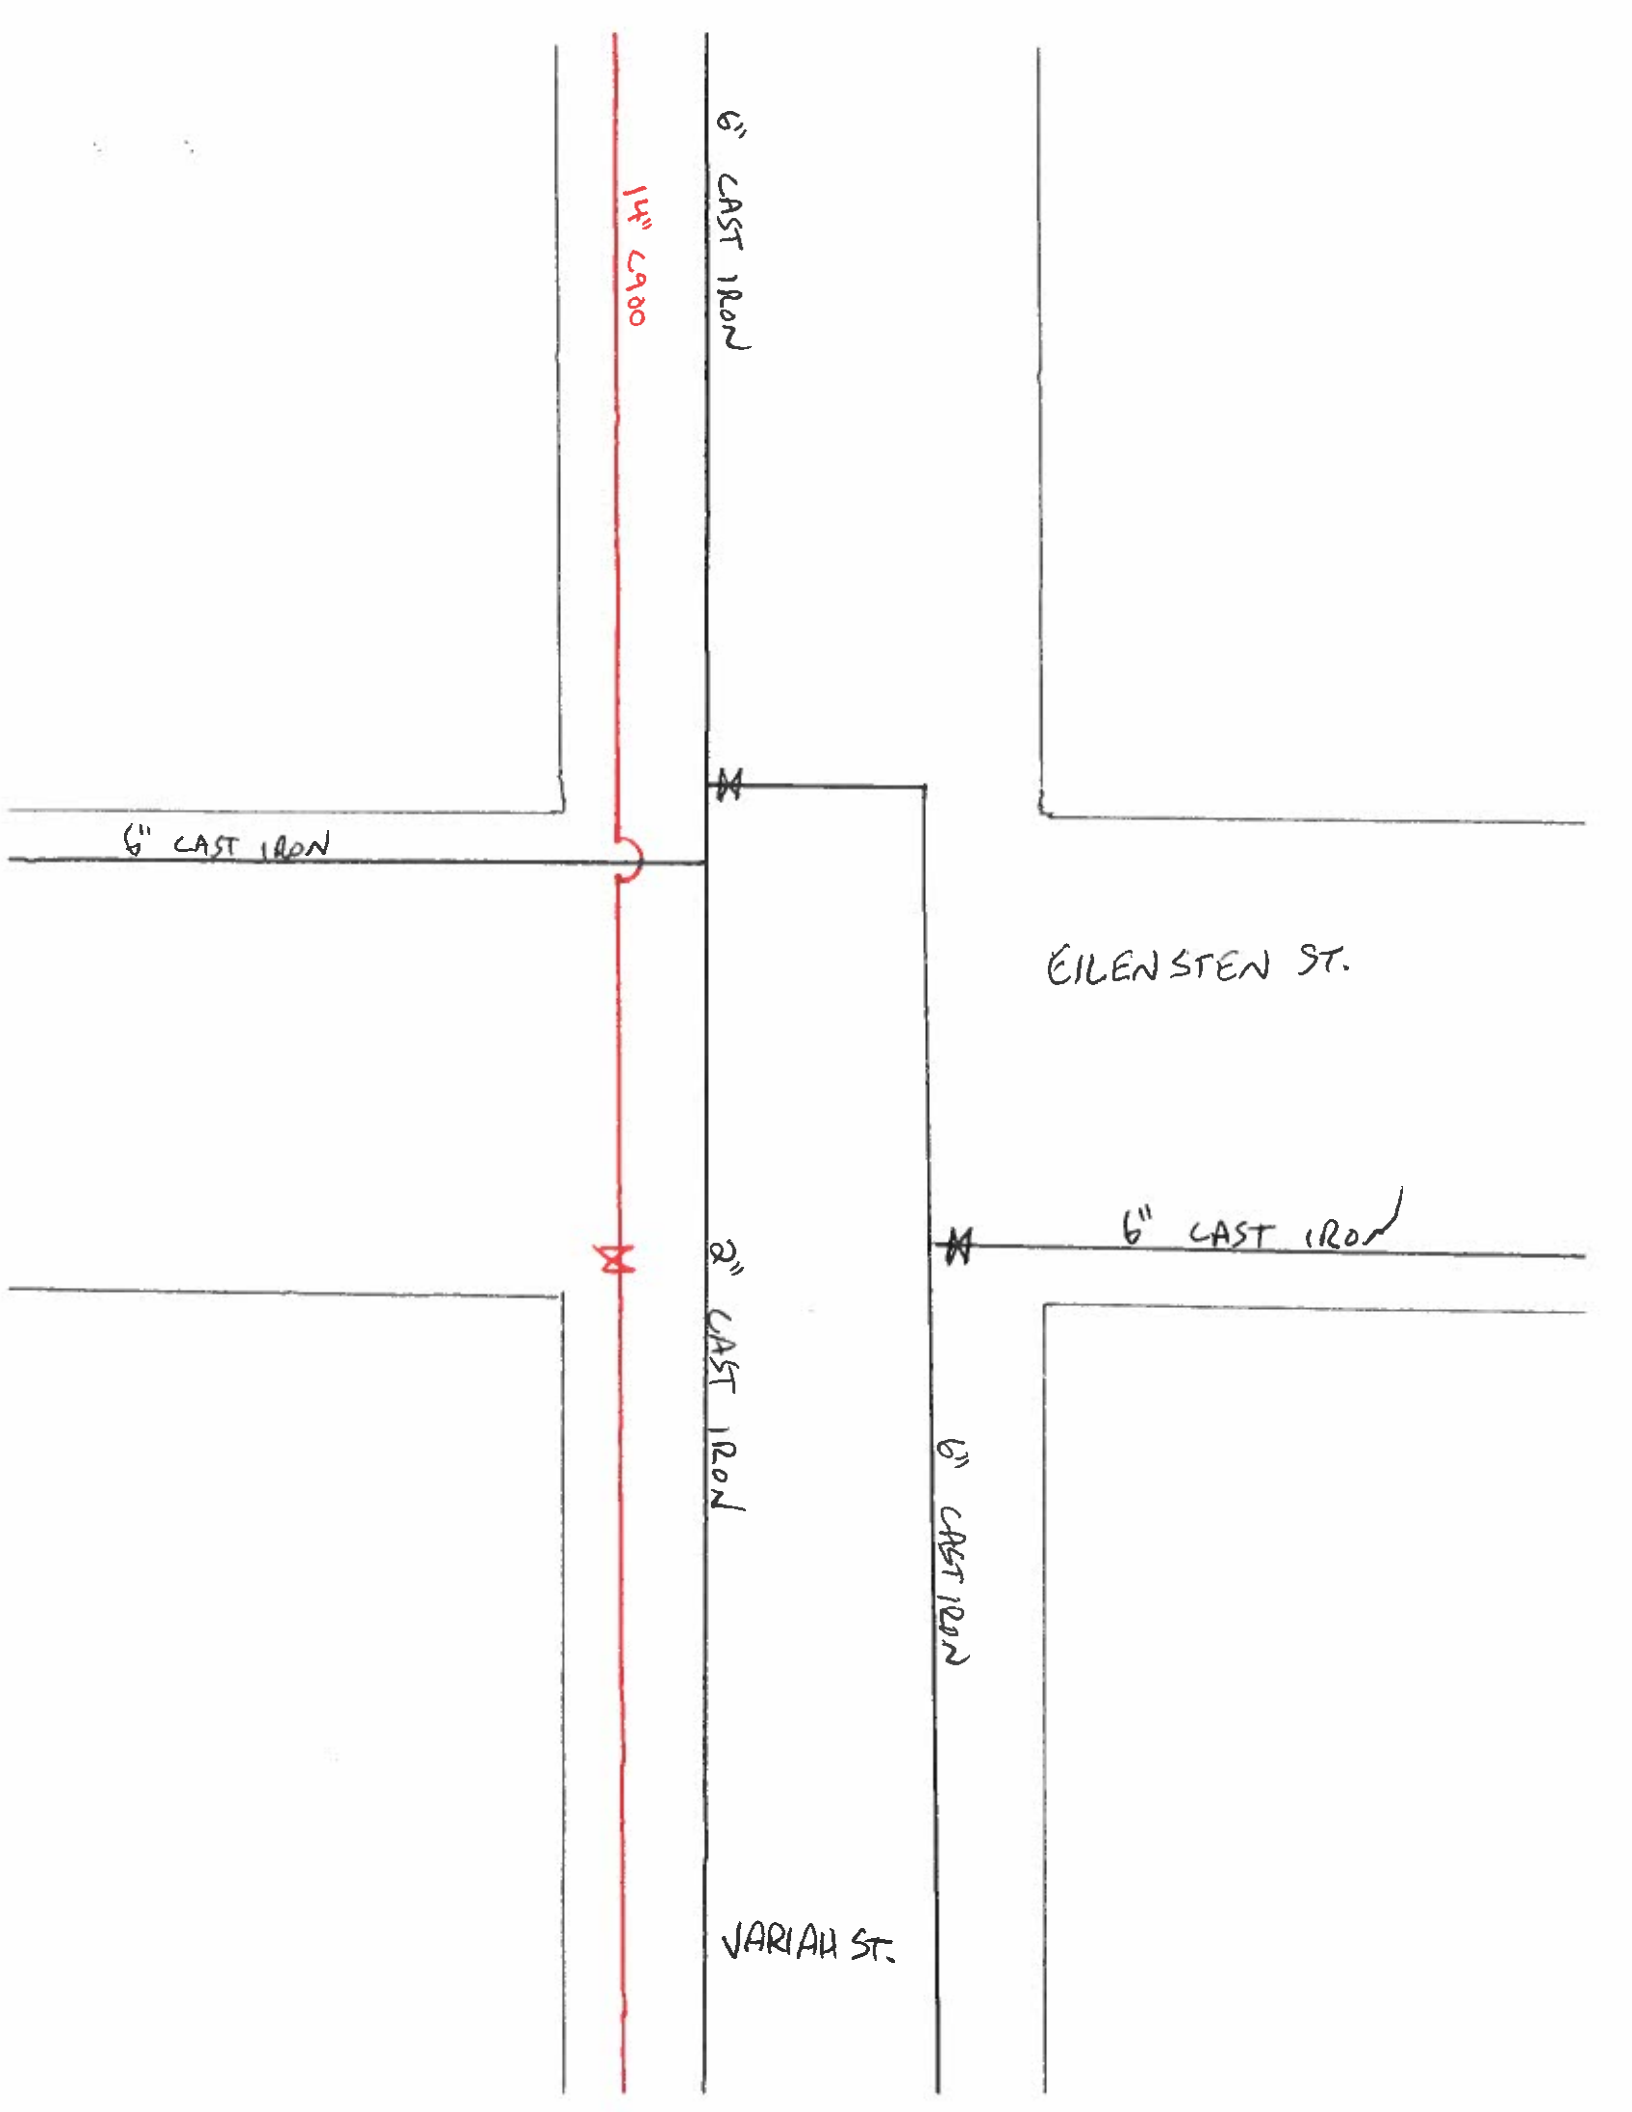 6" CAST IRON
14" C900
6" CAST IRON
EILENSTEN ST.
6" CAST IRON
2" CAST IRON
6" CAST IRON
VARIAH ST.